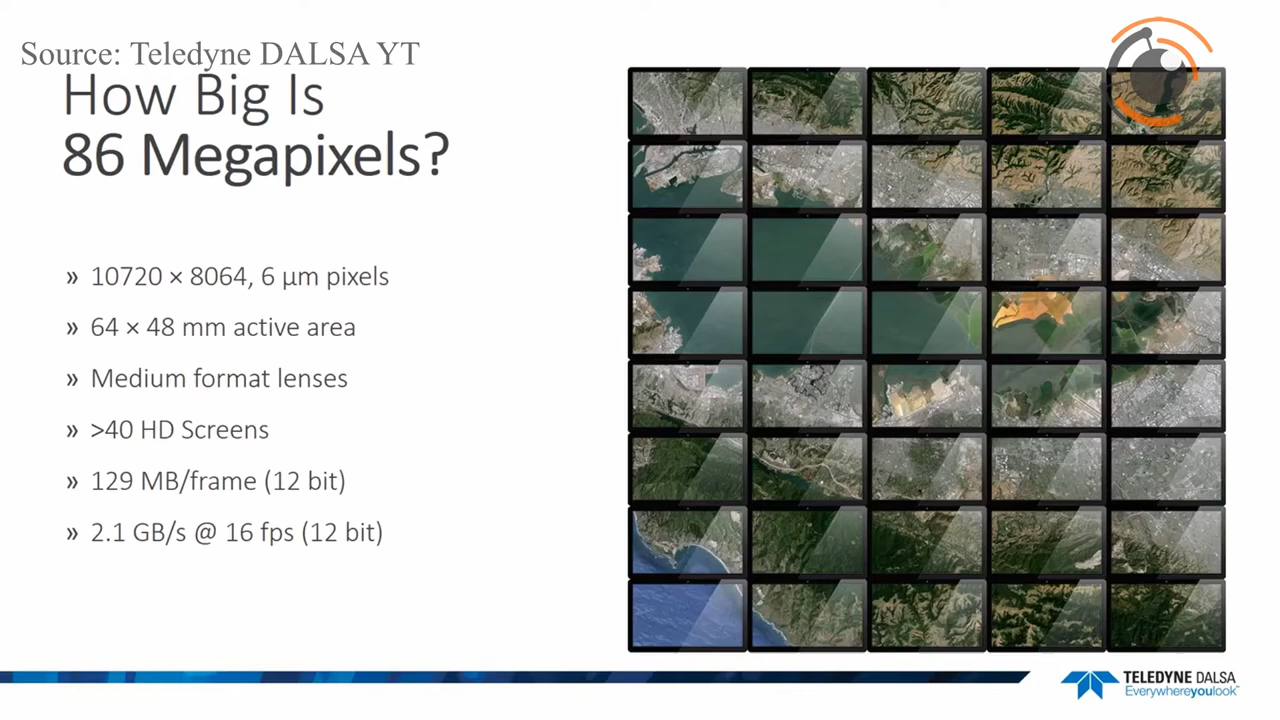 Source: Teledyne DALSA YT
How Big Is
86 Megapixels?
» 10720 × 8064, 6 µm pixels
» 64 × 48 mm active area
» Medium format lenses
» >40 HD Screens
» 129 MB/frame (12 bit)
» 2.1 GB/s @ 16 fps (12 bit)
TELEDYNE DALSA
Everywhereyoulook™